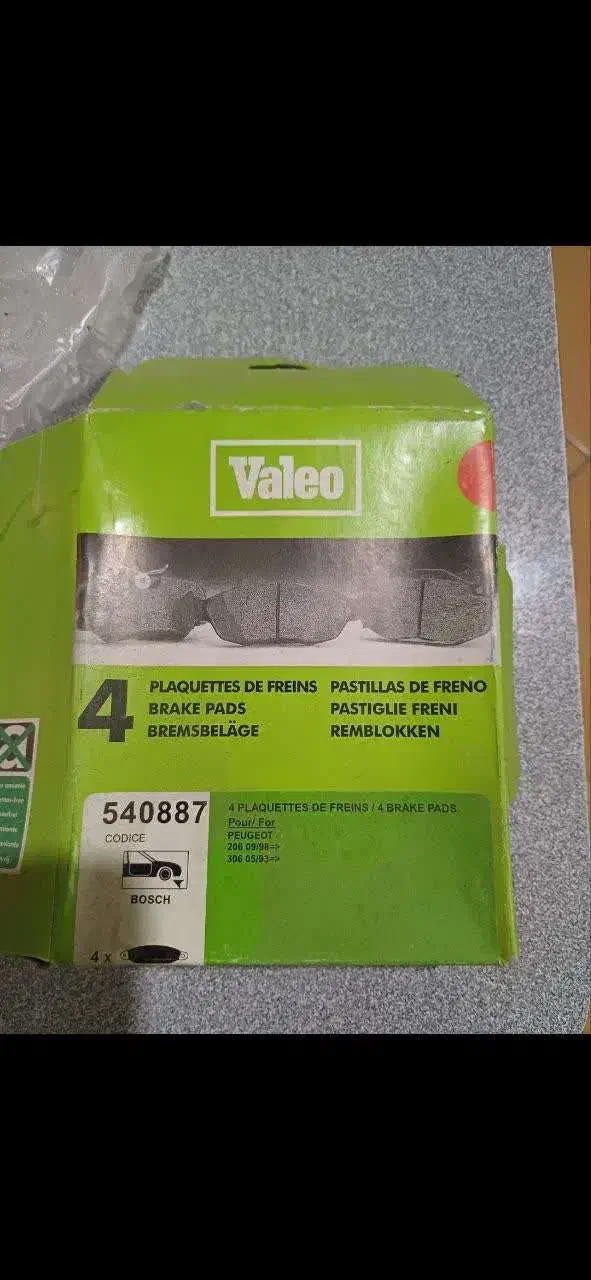 Valeo
4
PLAQUETTES DE FREINS
BRAKE PADS
BREMSBELÄGE
PASTILLAS DE FRENO
PASTIGLIE FRENI
REMBLOKKEN
540887
CODICE
BOSCH
4 x
4 PLAQUETTES DE FREINS / 4 BRAKE PADS
Pour/ For
PEUGEOT
206 09/98=>
306 05/93=>